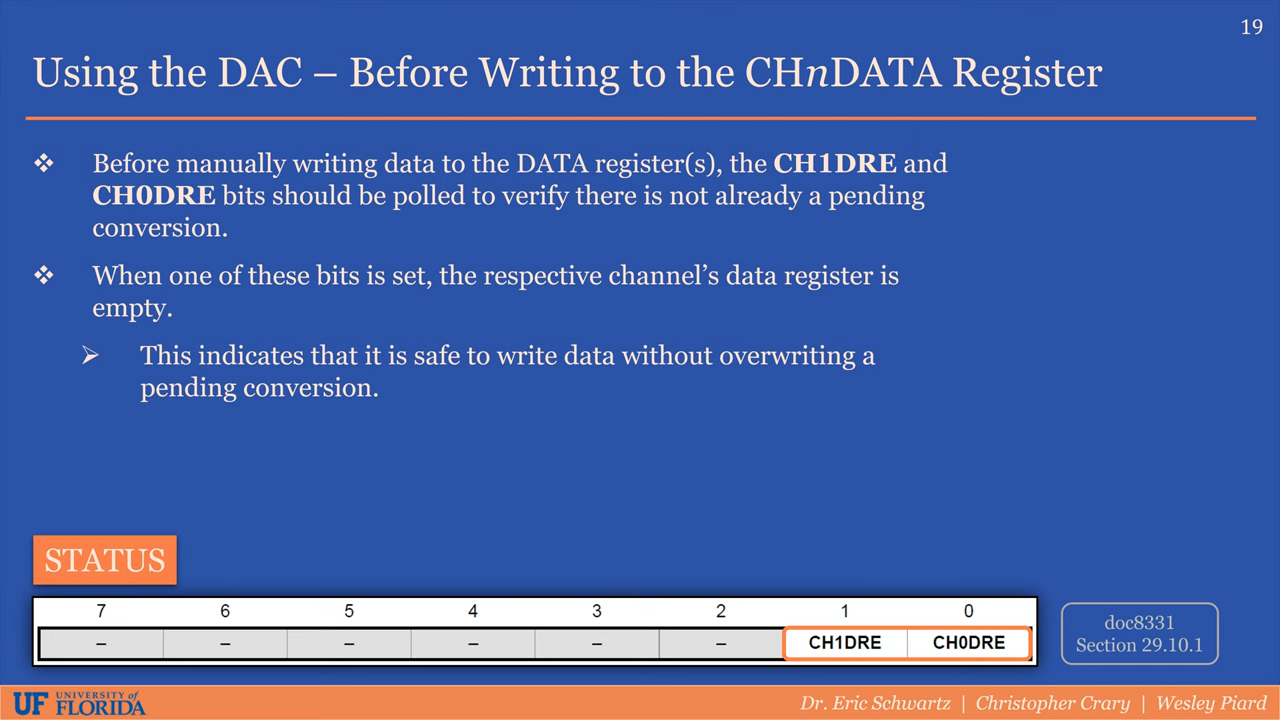 19
Using the DAC – Before Writing to the CHnDATA Register
❖ Before manually writing data to the DATA register(s), the CH1DRE and
CH0DRE bits should be polled to verify there is not already a pending
conversion.
❖ When one of these bits is set, the respective channel’s data register is
empty.
➢ This indicates that it is safe to write data without overwriting a
pending conversion.
STATUS
7 6 5 4 3 2 1 0
– – – – – – CH1DRE CH0DRE
doc8331
Section 29.10.1
UF UNIVERSITY of
FLORIDA
Dr. Eric Schwartz | Christopher Crary | Wesley Piard